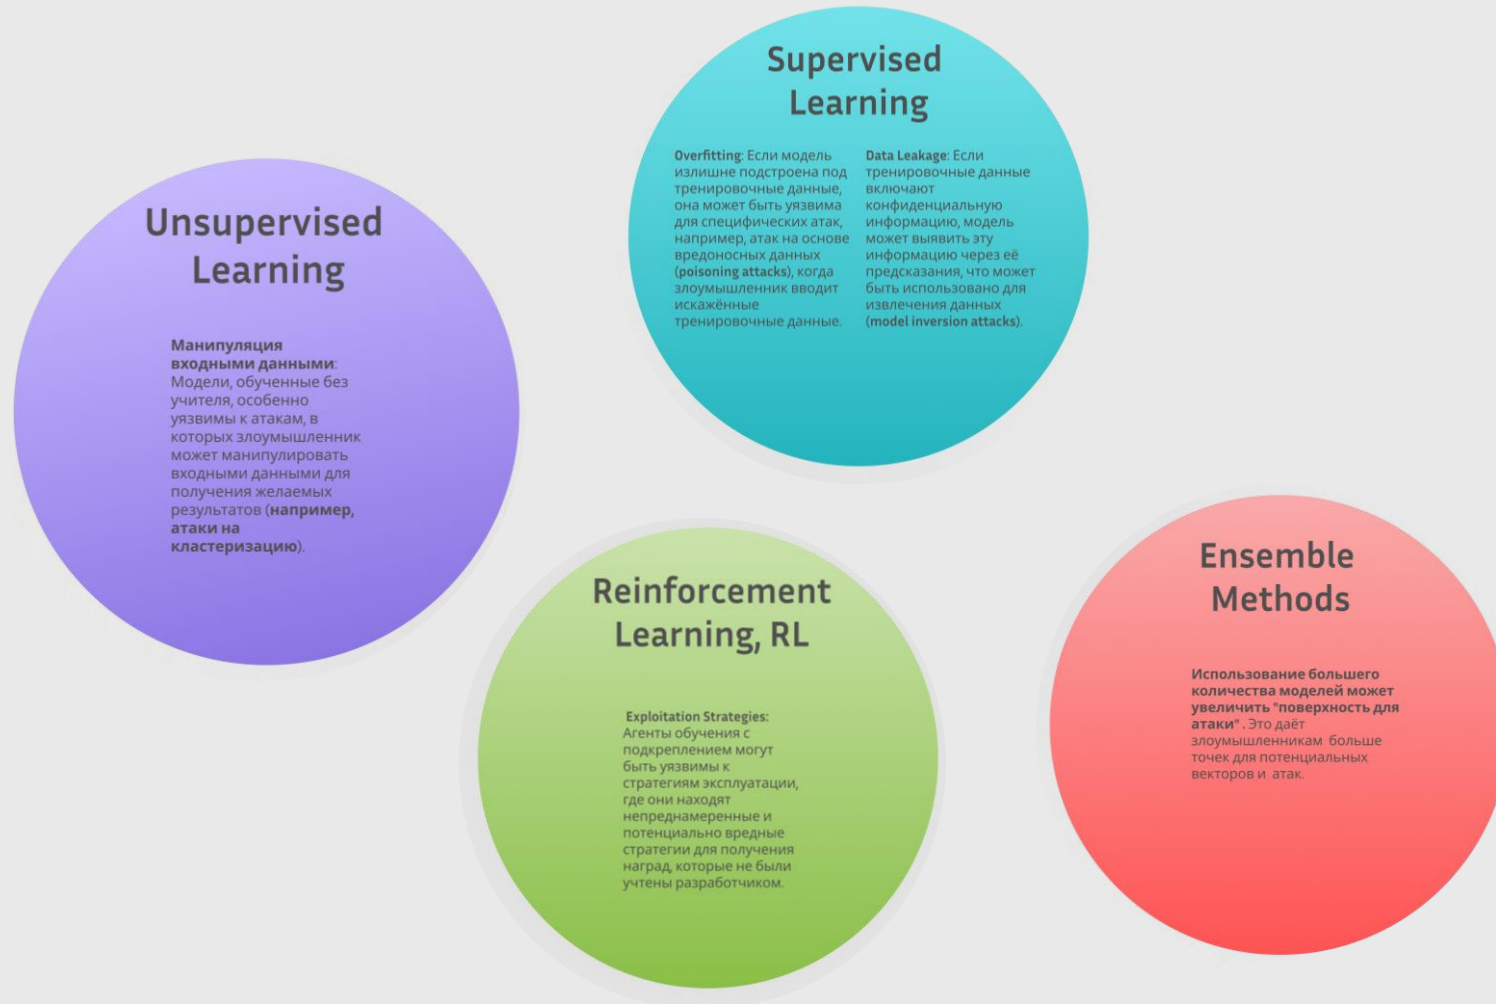 Unsupervised
Learning
Манипуляция
входными данными:
Модели, обученные без
учителя, особенно
уязвимы к атакам, в
которых злоумышленник
может манипулировать
входными данными для
получения желаемых
результатов (например,
атаки на
кластеризацию).
Supervised
Learning
Overfitting: Если модель
излишне подстроена под
тренировочные данные,
она может быть уязвима
для специфических атак,
например, атак на основе
вредоносных данных
(poisoning attacks), когда
злоумышленник вводит
искажённые
тренировочные данные.
Data Leakage: Если
тренировочные данные
включают
конфиденциальную
информацию, модель
может выявить эту
информацию через её
предсказания, что может
быть использовано для
извлечения данных
(model inversion attacks).
Reinforcement
Learning, RL
Exploitation Strategies:
Агенты обучения с
подкреплением могут
быть уязвимы к
стратегиям эксплуатации,
где они находят
непреднамеренные и
потенциально вредные
стратегии для получения
наград, которые не были
учтены разработчиком.
Ensemble
Methods
Использование большего
количества моделей может
увеличить "поверхность для
атаки" . Это даёт
злоумышленникам больше
точек для потенциальных
векторов и атак.